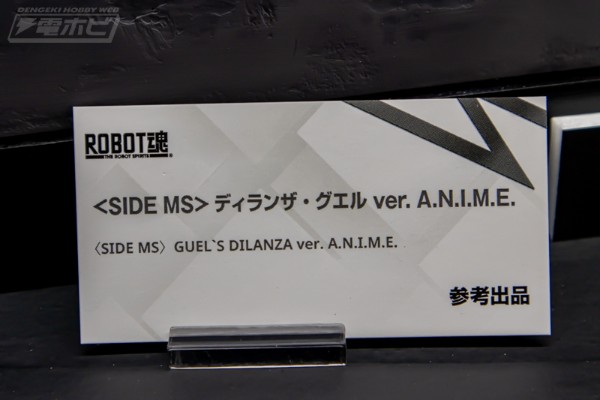 DENGEKI HOBBY WEB
電ホビ
ROBOT魂
THE ROBOT SPIRITS
<SIDE MS> ディランザ・グエル ver. A.N.I.M.E.
〈SIDE MS〉 GUEL`S DILANZA ver. A.N.I.M.E.
参考出品